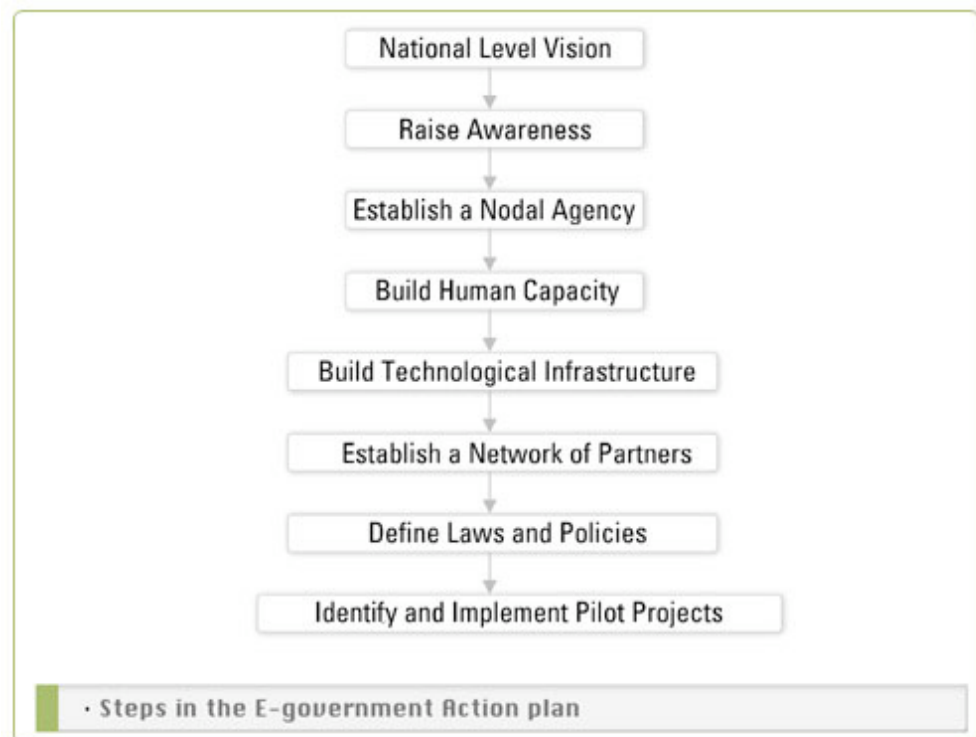 National Level Vision
Raise Awareness
Establish a Nodal Agency
Build Human Capacity
Build Technological Infrastructure
Establish a Network of Partners
Define Laws and Policies
Identify and Implement Pilot Projects
· Steps in the E-government Action plan